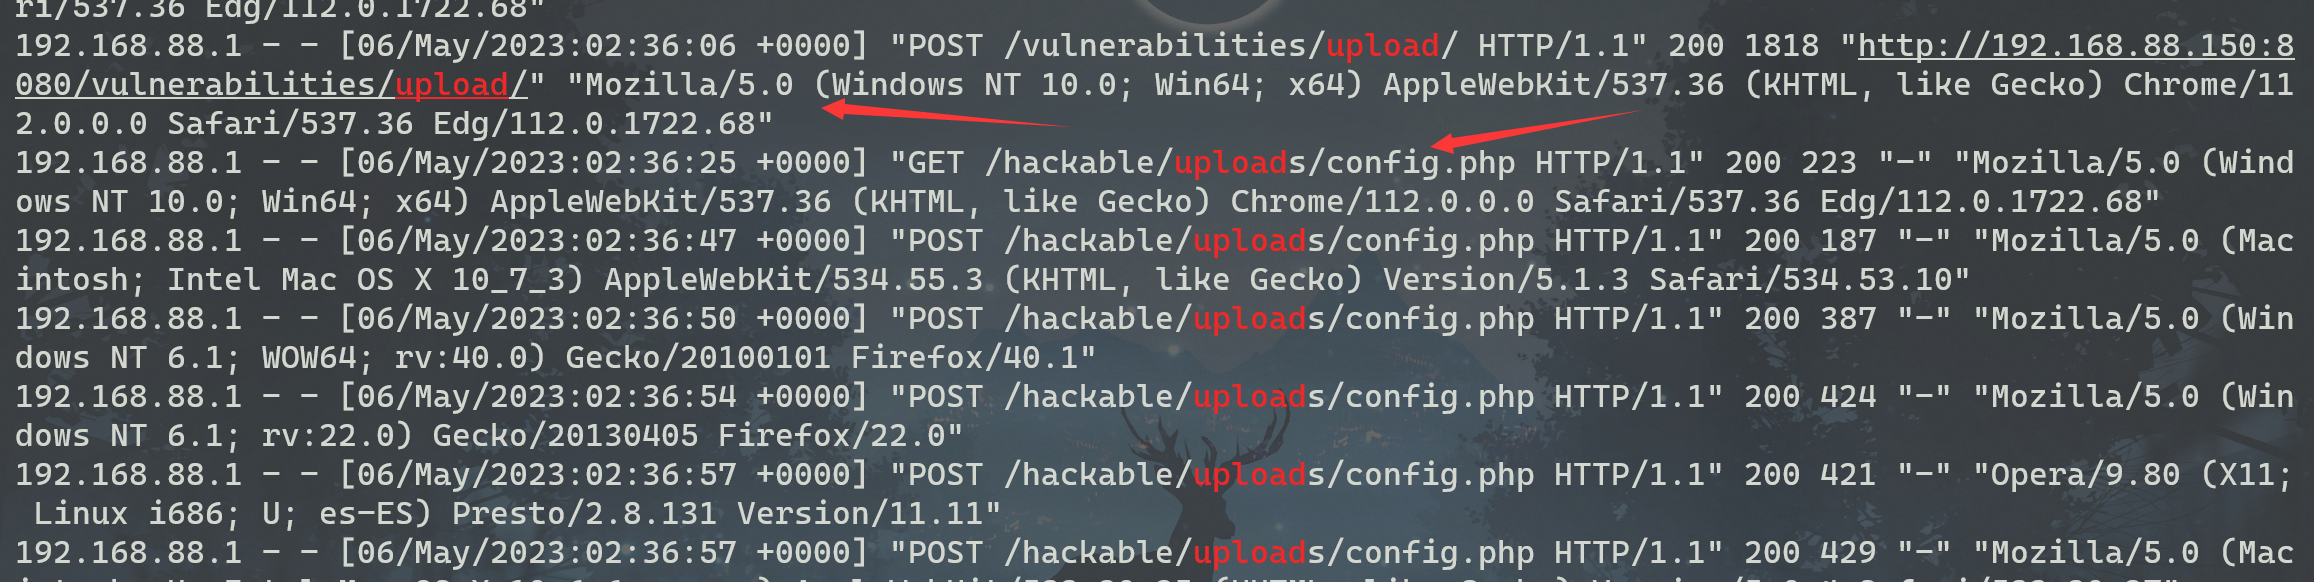 ri/537.36 Edg/112.0.1722.68"
192.168.88.1 - - [06/May/2023:02:36:06 +0000] "POST /vulnerabilities/upload/ HTTP/1.1" 200 1818 "http://192.168.88.150:8
080/vulnerabilities/upload/" "Mozilla/5.0 (Windows NT 10.0; Win64; x64) AppleWebKit/537.36 (KHTML, like Gecko) Chrome/11
2.0.0.0 Safari/537.36 Edg/112.0.1722.68"
192.168.88.1 - - [06/May/2023:02:36:25 +0000] "GET /hackable/uploads/config.php HTTP/1.1" 200 223 "-" "Mozilla/5.0 (Wind
ows NT 10.0; Win64; x64) AppleWebKit/537.36 (KHTML, like Gecko) Chrome/112.0.0.0 Safari/537.36 Edg/112.0.1722.68"
192.168.88.1 - - [06/May/2023:02:36:47 +0000] "POST /hackable/uploads/config.php HTTP/1.1" 200 187 "-" "Mozilla/5.0 (Mac
intosh; Intel Mac OS X 10_7_3) AppleWebKit/534.55.3 (KHTML, like Gecko) Version/5.1.3 Safari/534.53.10"
192.168.88.1 - - [06/May/2023:02:36:50 +0000] "POST /hackable/uploads/config.php HTTP/1.1" 200 387 "-" "Mozilla/5.0 (Win
dows NT 6.1; WOW64; rv:40.0) Gecko/20100101 Firefox/40.1"
192.168.88.1 - - [06/May/2023:02:36:54 +0000] "POST /hackable/uploads/config.php HTTP/1.1" 200 424 "-" "Mozilla/5.0 (Win
dows NT 6.1; rv:22.0) Gecko/20130405 Firefox/22.0"
192.168.88.1 - - [06/May/2023:02:36:57 +0000] "POST /hackable/uploads/config.php HTTP/1.1" 200 421 "-" "Opera/9.80 (X11;
 Linux i686; U; es-ES) Presto/2.8.131 Version/11.11"
192.168.88.1 - - [06/May/2023:02:36:57 +0000] "POST /hackable/uploads/config.php HTTP/1.1" 200 429 "-" "Mozilla/5.0 (Mac